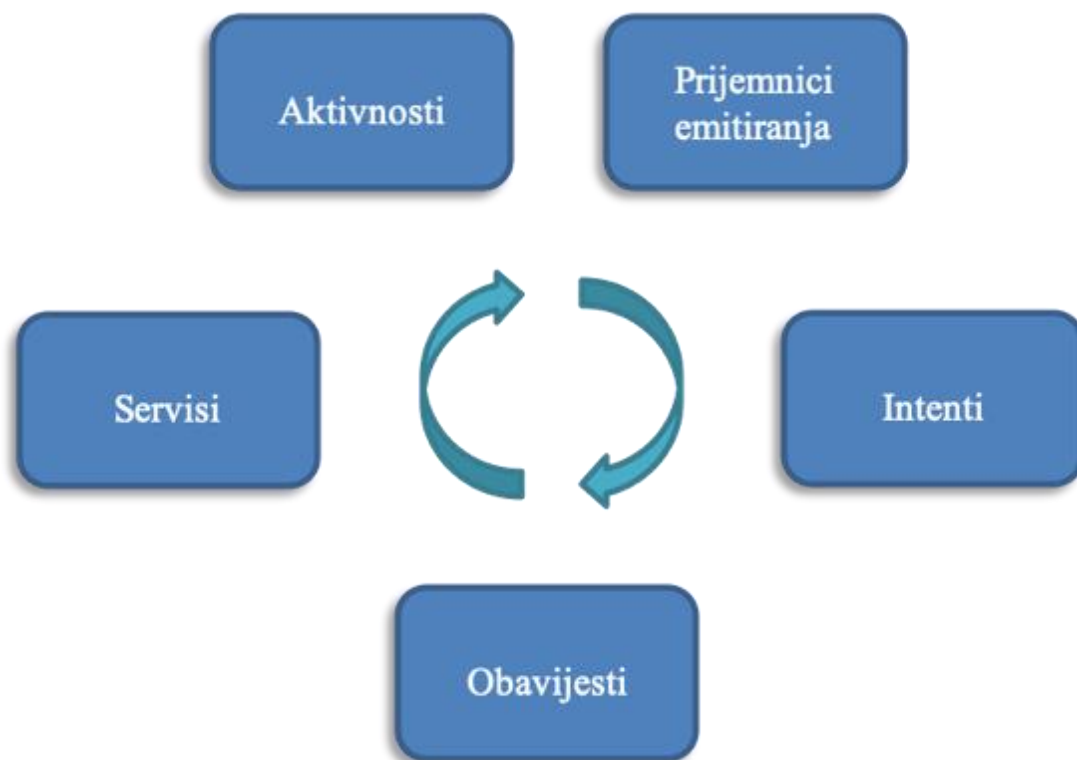 Aktivnosti
Prijemnici
emitiranja
Servisi
Intenti
Obavijesti